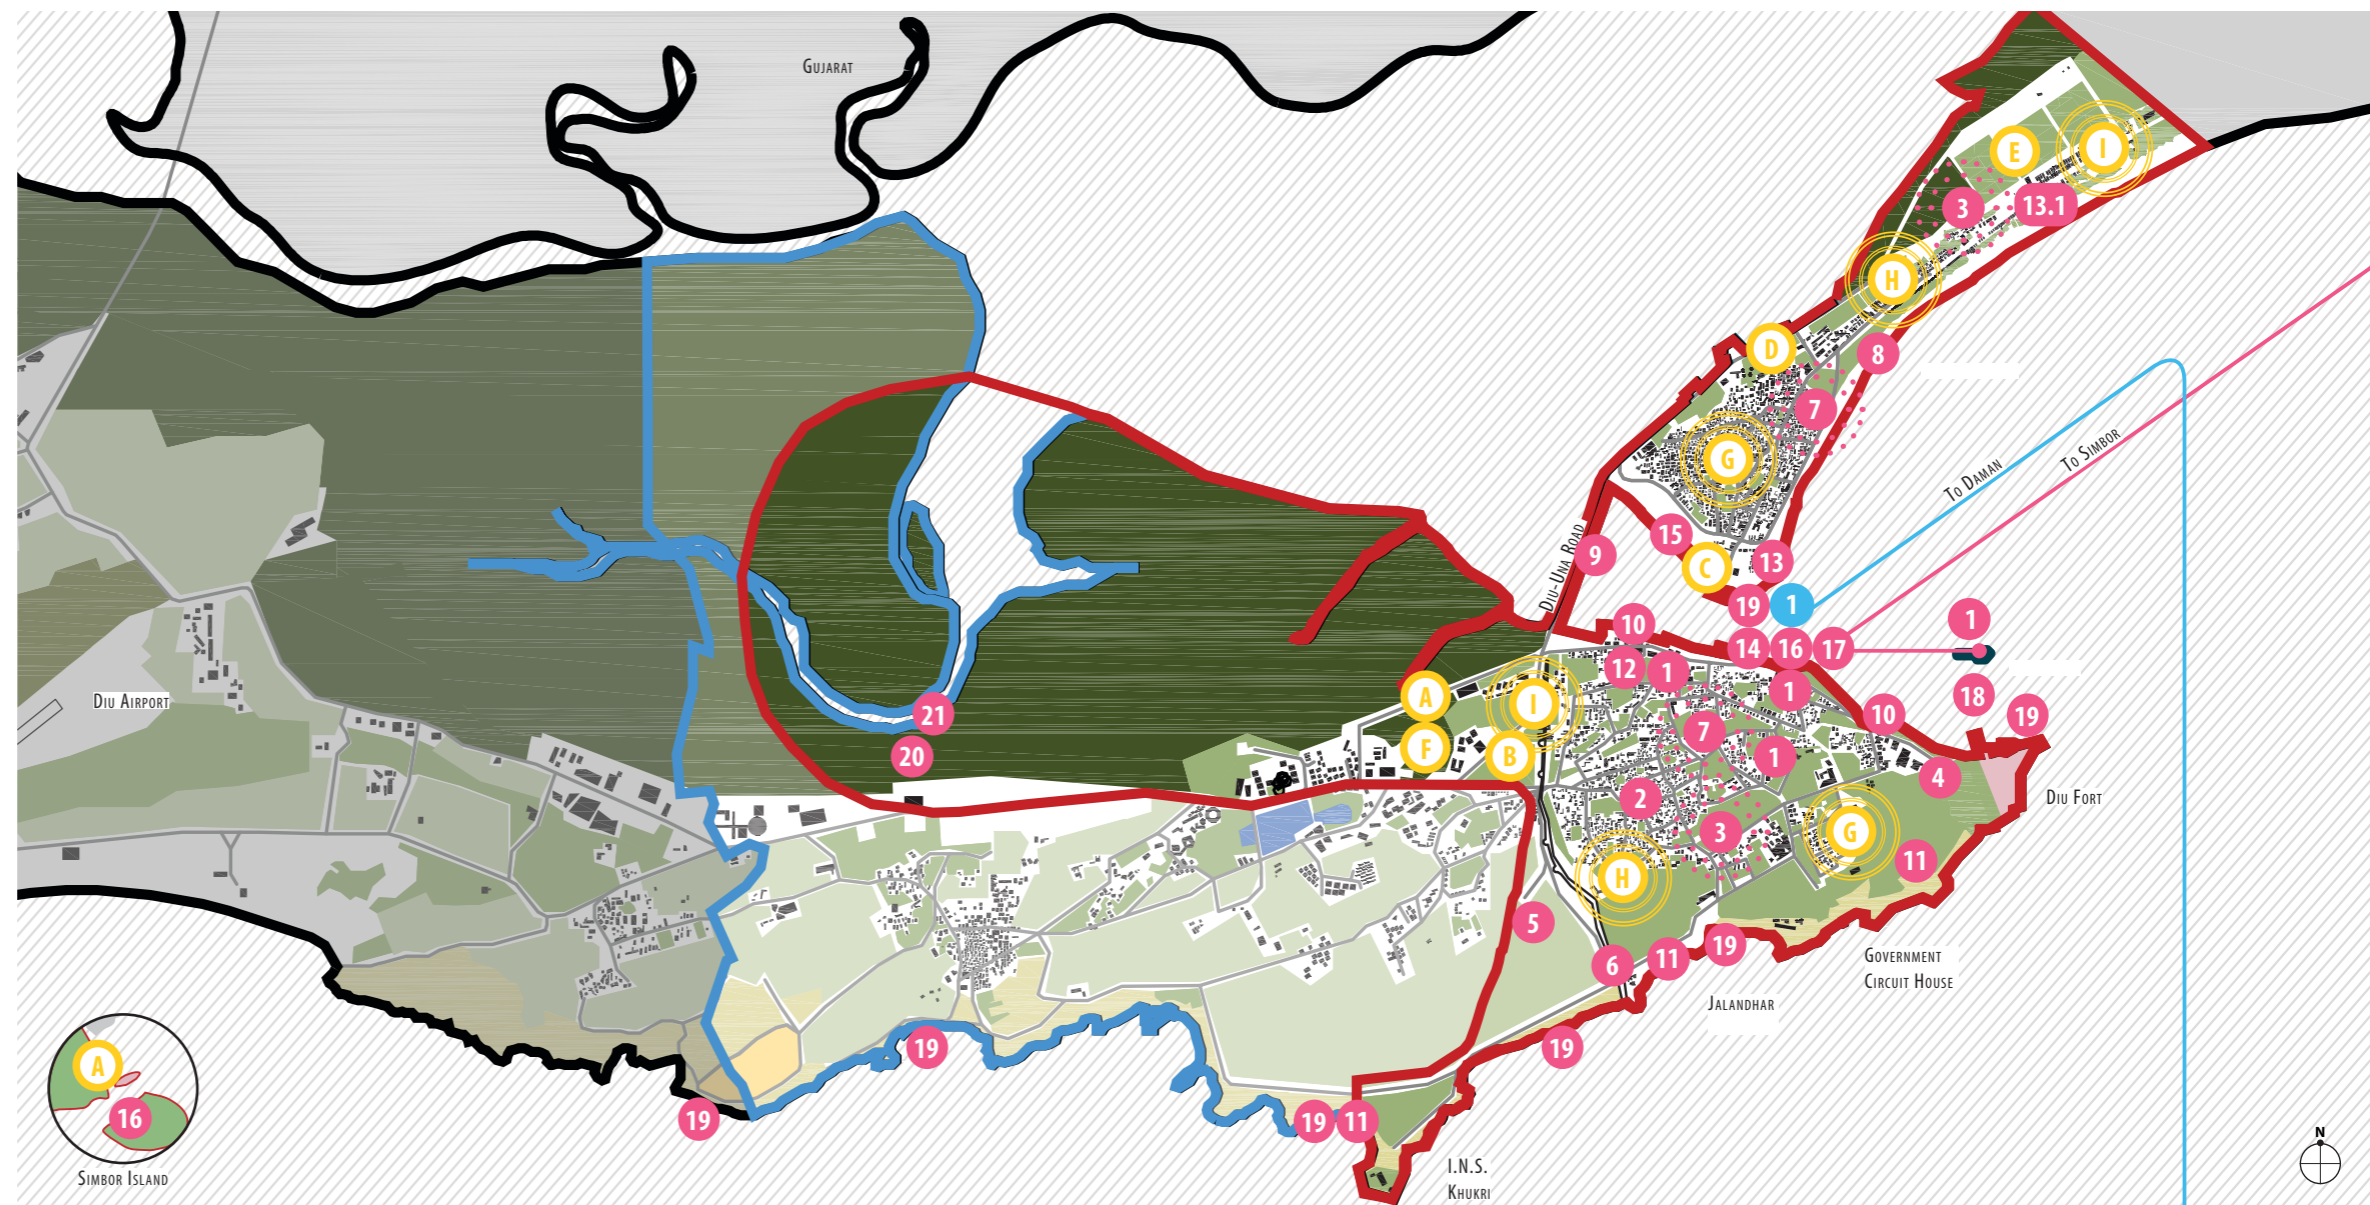 Gujarat
E
I
3
13.1
H
D
8
7
G
To Daman
To Simbor
Diu-Una Road
9
15
C
13
19
1
1
10
14
16
17
12
1
1
18
A
I
10
19
F
B
7
1
4
Diu Fort
Diu Airport
21
20
2
3
G
11
H
5
6
11
19
Government
Circuit House
Jalandhar
19
19
A
16
19
19
11
Simbor Island
I.N.S.
Khukri
N